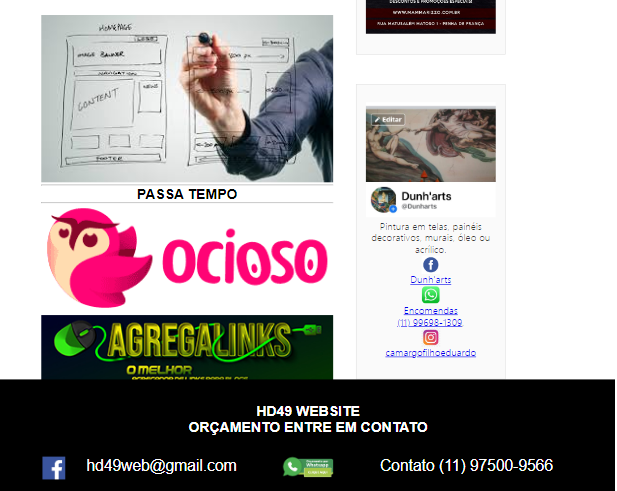 HOMEPAGE
LOGO
IMAGE BANNER
NAVIGATION
CONTENT
NEWS
FOOTER
PASSA TEMPO
OCIOSO
AGREGALINKS
O MELHOR
DESCONTOS E PROMOÇÕES ESPECIAIS!
WWW.MAMMARIZZO.COM.BR
RUA MATUSALÉM MATOSO 1 - PENHA DE FRANÇA
Editar
Dunh'arts
@Dunharts
Pintura em telas, painéis
decorativos, murais, óleo ou
acrílico.
Dunh'arts
Encomendas
(11) 99698-1309
camargofilhoeduardo
HD49 WEBSITE
ORÇAMENTO ENTRE EM CONTATO
hd49web@gmail.com
Whatsapp
Contato (11) 97500-9566